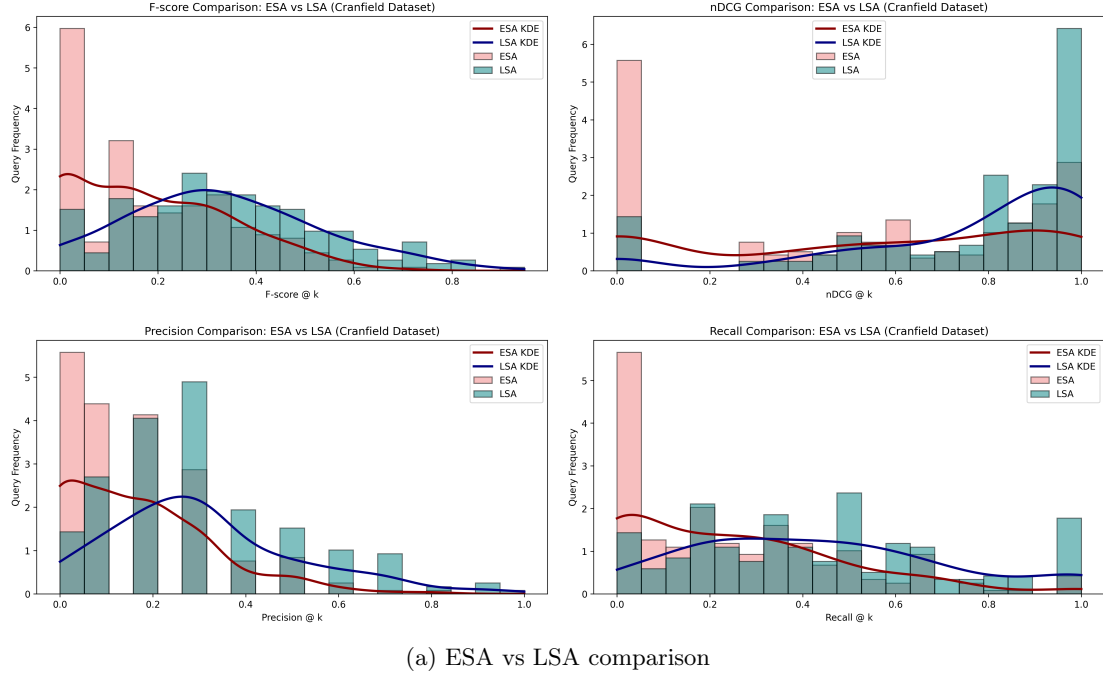 F-score Comparison: ESA vs LSA (Cranfield Dataset)
Query Frequency
6
5
4
3
2
1
0
ESA KDE
LSA KDE
ESA
LSA
0.0 0.2 0.4 0.6 0.8
F-score @ k
nDCG Comparison: ESA vs LSA (Cranfield Dataset)
Query Frequency
6
5
4
3
2
1
0
ESA KDE
LSA KDE
ESA
LSA
0.0 0.2 0.4 0.6 0.8 1.0
nDCG @ k
Precision Comparison: ESA vs LSA (Cranfield Dataset)
Query Frequency
5
4
3
2
1
0
ESA KDE
LSA KDE
ESA
LSA
0.0 0.2 0.4 0.6 0.8 1.0
Precision @ k
Recall Comparison: ESA vs LSA (Cranfield Dataset)
Query Frequency
5
4
3
2
1
0
ESA KDE
LSA KDE
ESA
LSA
0.0 0.2 0.4 0.6 0.8 1.0
Recall @ k
(a) ESA vs LSA comparison